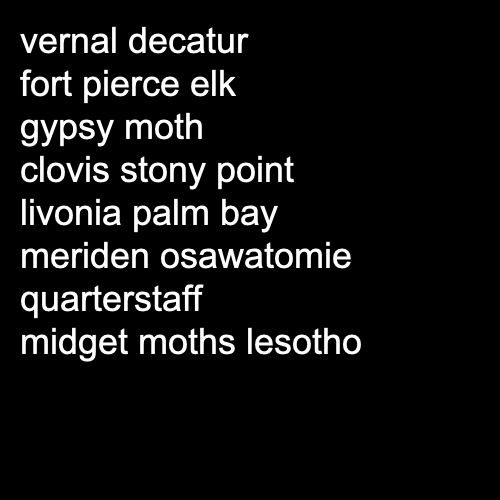 vernal decatur
fort pierce elk
gypsy moth
clovis stony point
livonia palm bay
meriden osawatomie
quarterstaff
midget moths lesotho